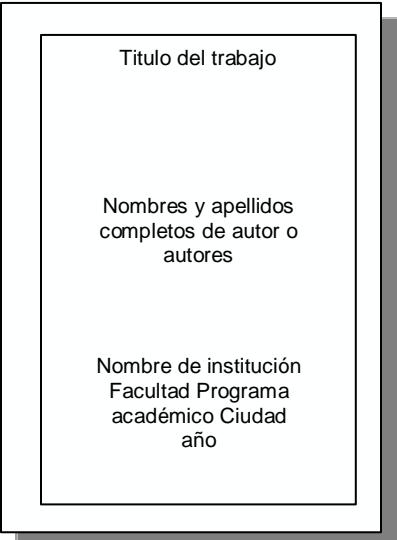 Titulo del trabajo
Nombres y apellidos
completos de autor o
autores
Nombre de institución
Facultad Programa
académico Ciudad
año